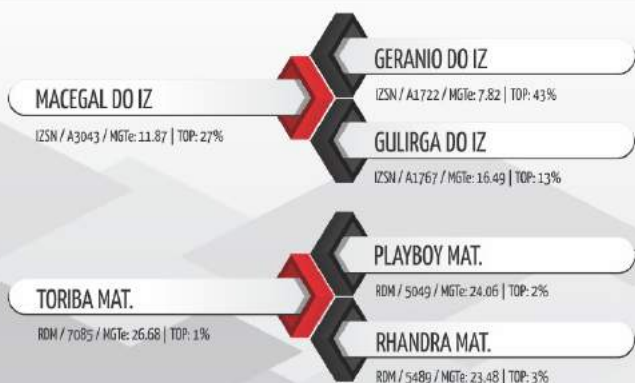 GERANIO DO IZ
IZSN / A1722 / MGTe: 7.82 | TOP: 43%
MACEGAL DO IZ
IZSN / A3043 / MGTe: 11.87 | TOP: 27%
GULIRGA DO IZ
IZSN / A1767 / MGTe: 16.49 | TOP: 13%
PLAYBOY MAT.
RDM / 5049 / MGTe: 24.06 | TOP: 2%
TORIBA MAT.
RDM / 7085 / MGTe: 26.68 | TOP: 1%
RHANDRA MAT.
RDM / 5489 / MGTe: 23.48 | TOP: 3%